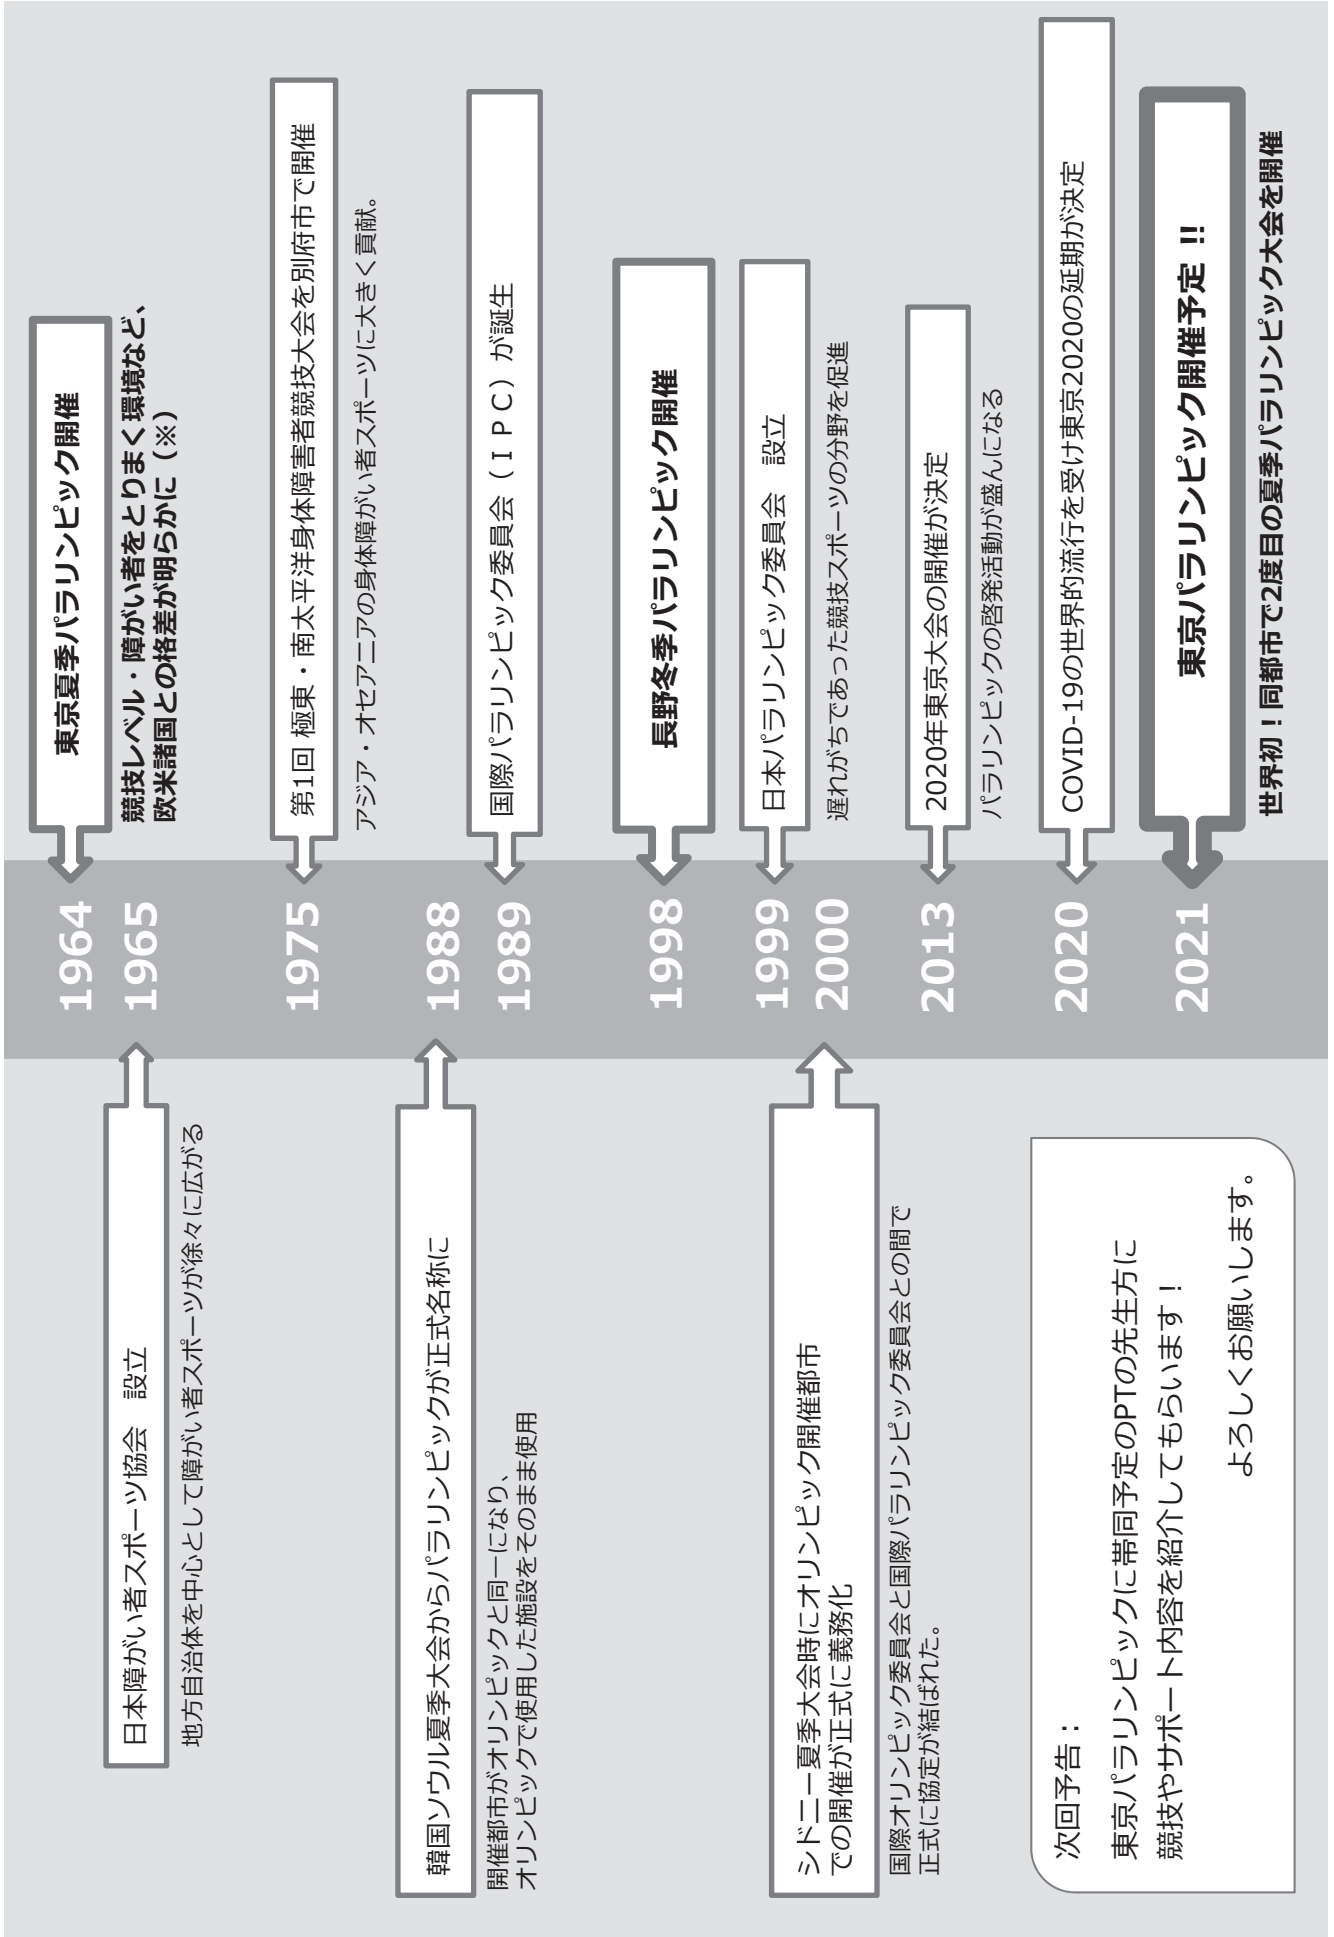 1964
東京夏季パラリンピック開催
競技レベル・障がい者をとりまく環境など、
欧米諸国との格差が明らかに（※）
1965
日本障がい者スポーツ協会　設立
地方自治体を中心として障がい者スポーツが徐々に広がる
1975
第1回 極東・南太平洋身体障害者競技大会を別府市で開催
アジア・オセアニアの身体障がい者スポーツに大きく貢献。
1988
韓国ソウル夏季大会からパラリンピックが正式名称に
開催都市がオリンピックと同一になり、
オリンピックで使用した施設をそのまま使用
1989
国際パラリンピック委員会（ＩＰＣ）が誕生
1998
長野冬季パラリンピック開催
1999
日本パラリンピック委員会　設立
遅れがちであった競技スポーツの分野を促進
2000
シドニー夏季大会時にオリンピック開催都市
での開催が正式に義務化
国際オリンピック委員会と国際パラリンピック委員会との間で
正式に協定が結ばれた。
2013
2020年東京大会の開催が決定
パラリンピックの啓発活動が盛んになる
2020
COVID-19の世界的流行を受け東京2020の延期が決定
2021
東京パラリンピック開催予定 !!
世界初！同都市で2度目の夏季パラリンピック大会を開催
次回予告：
東京パラリンピックに帯同予定のPTの先生方に
競技やサポート内容を紹介してもらいます！
よろしくお願いします。